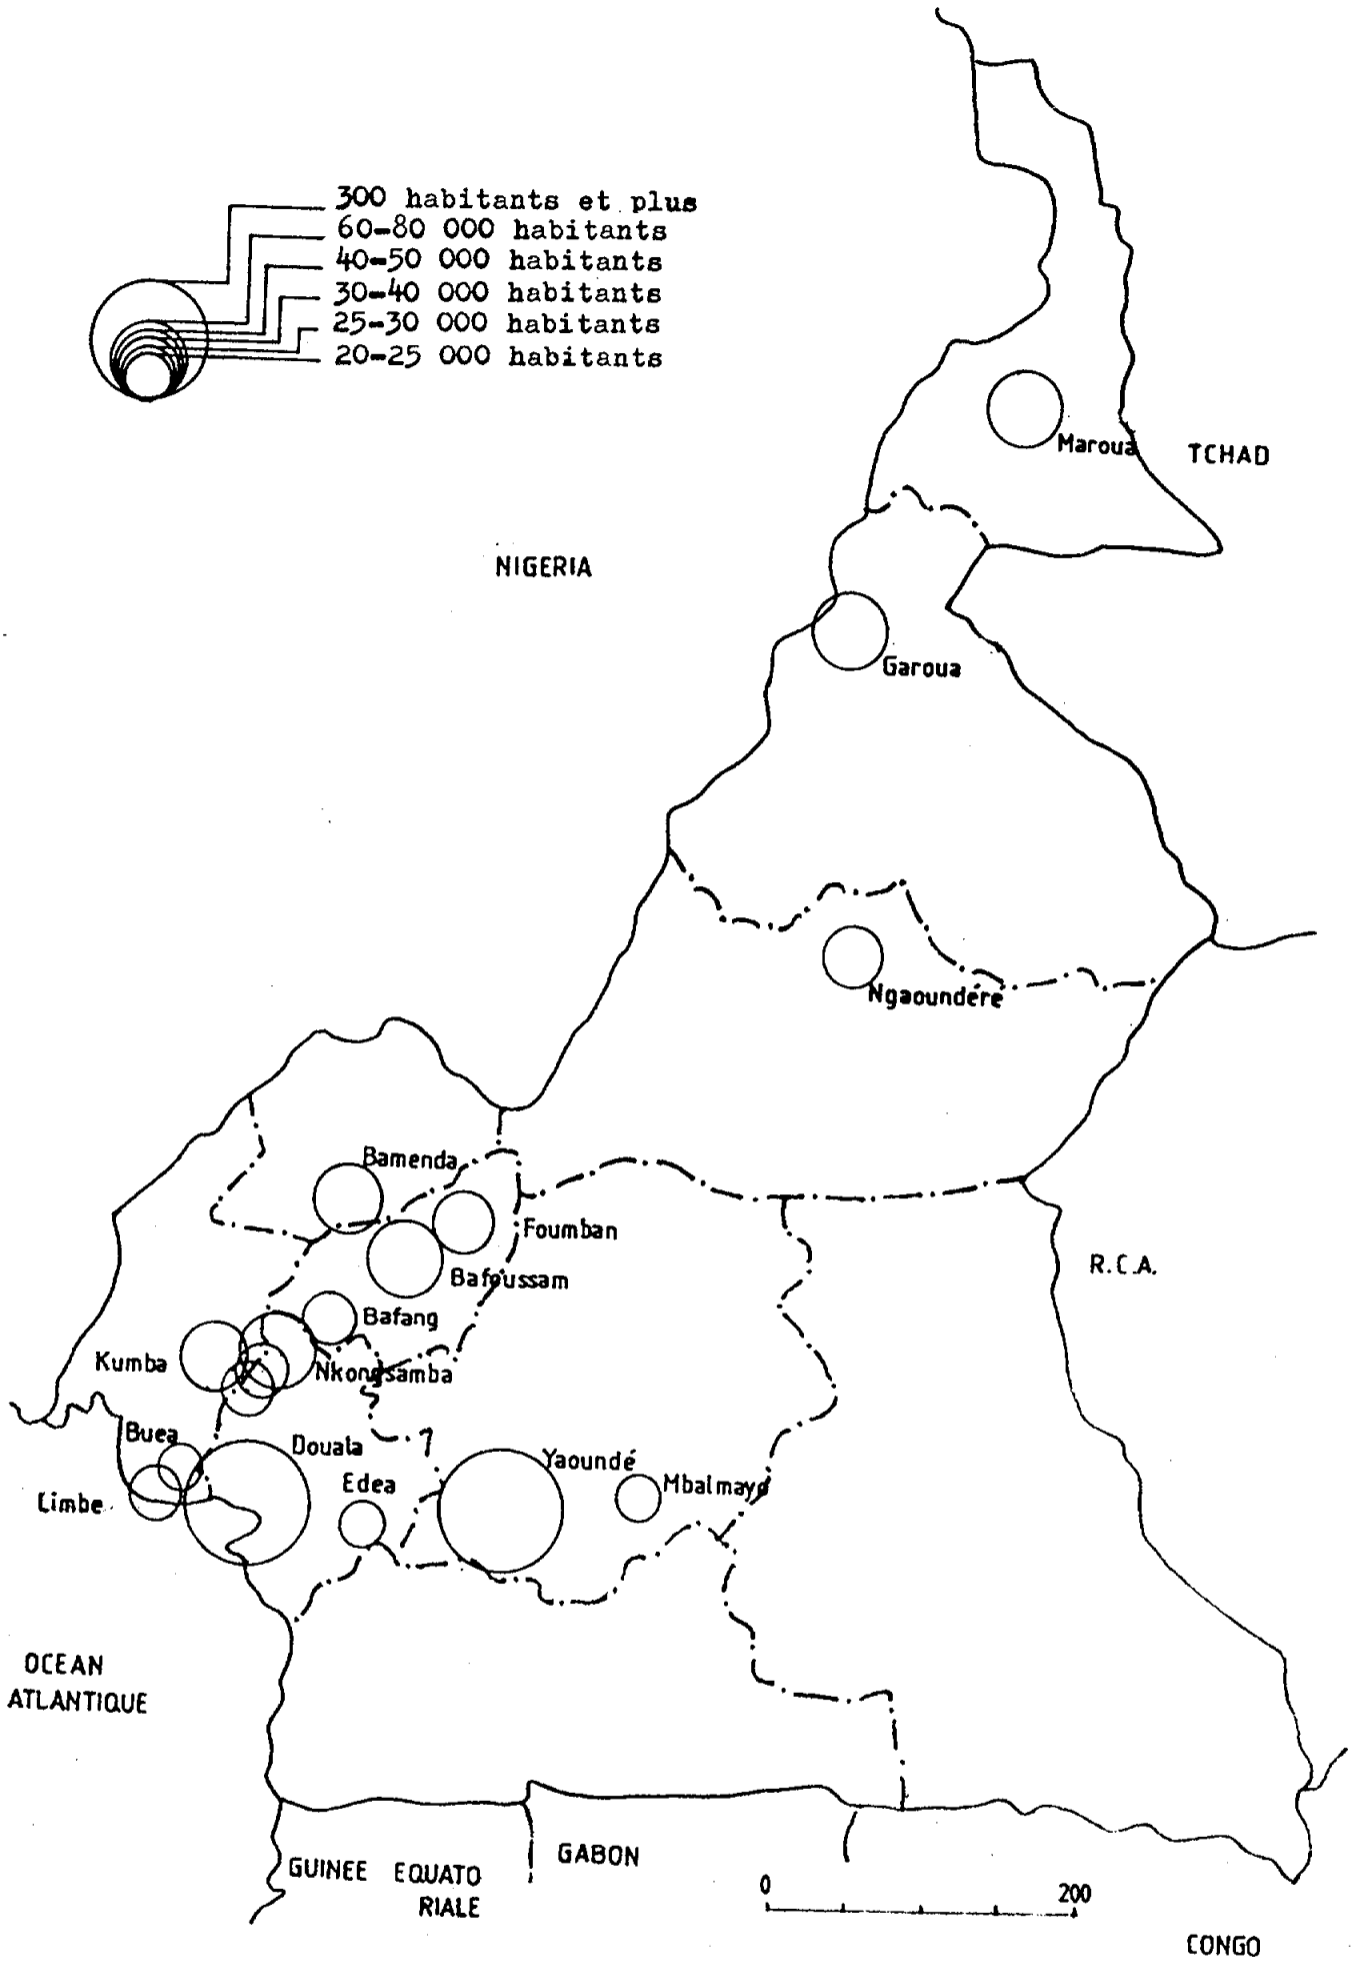 300 habitants et plus
60-80 000 habitants
40-50 000 habitants
30-40 000 habitants
25-30 000 habitants
20-25 000 habitants
Maroua
TCHAD
NIGERIA
Garoua
Ngaoundére
Bamenda
Foumban
R.C.A.
Bafoussam
Bafang
Kumba
Nkongsamba
Buea
Douala
Yaoundé
Edea
Mbalmayo
Limbe
OCEAN
ATLANTIQUE
GUINEE EQUATO
RIALE
GABON
0 200
CONGO